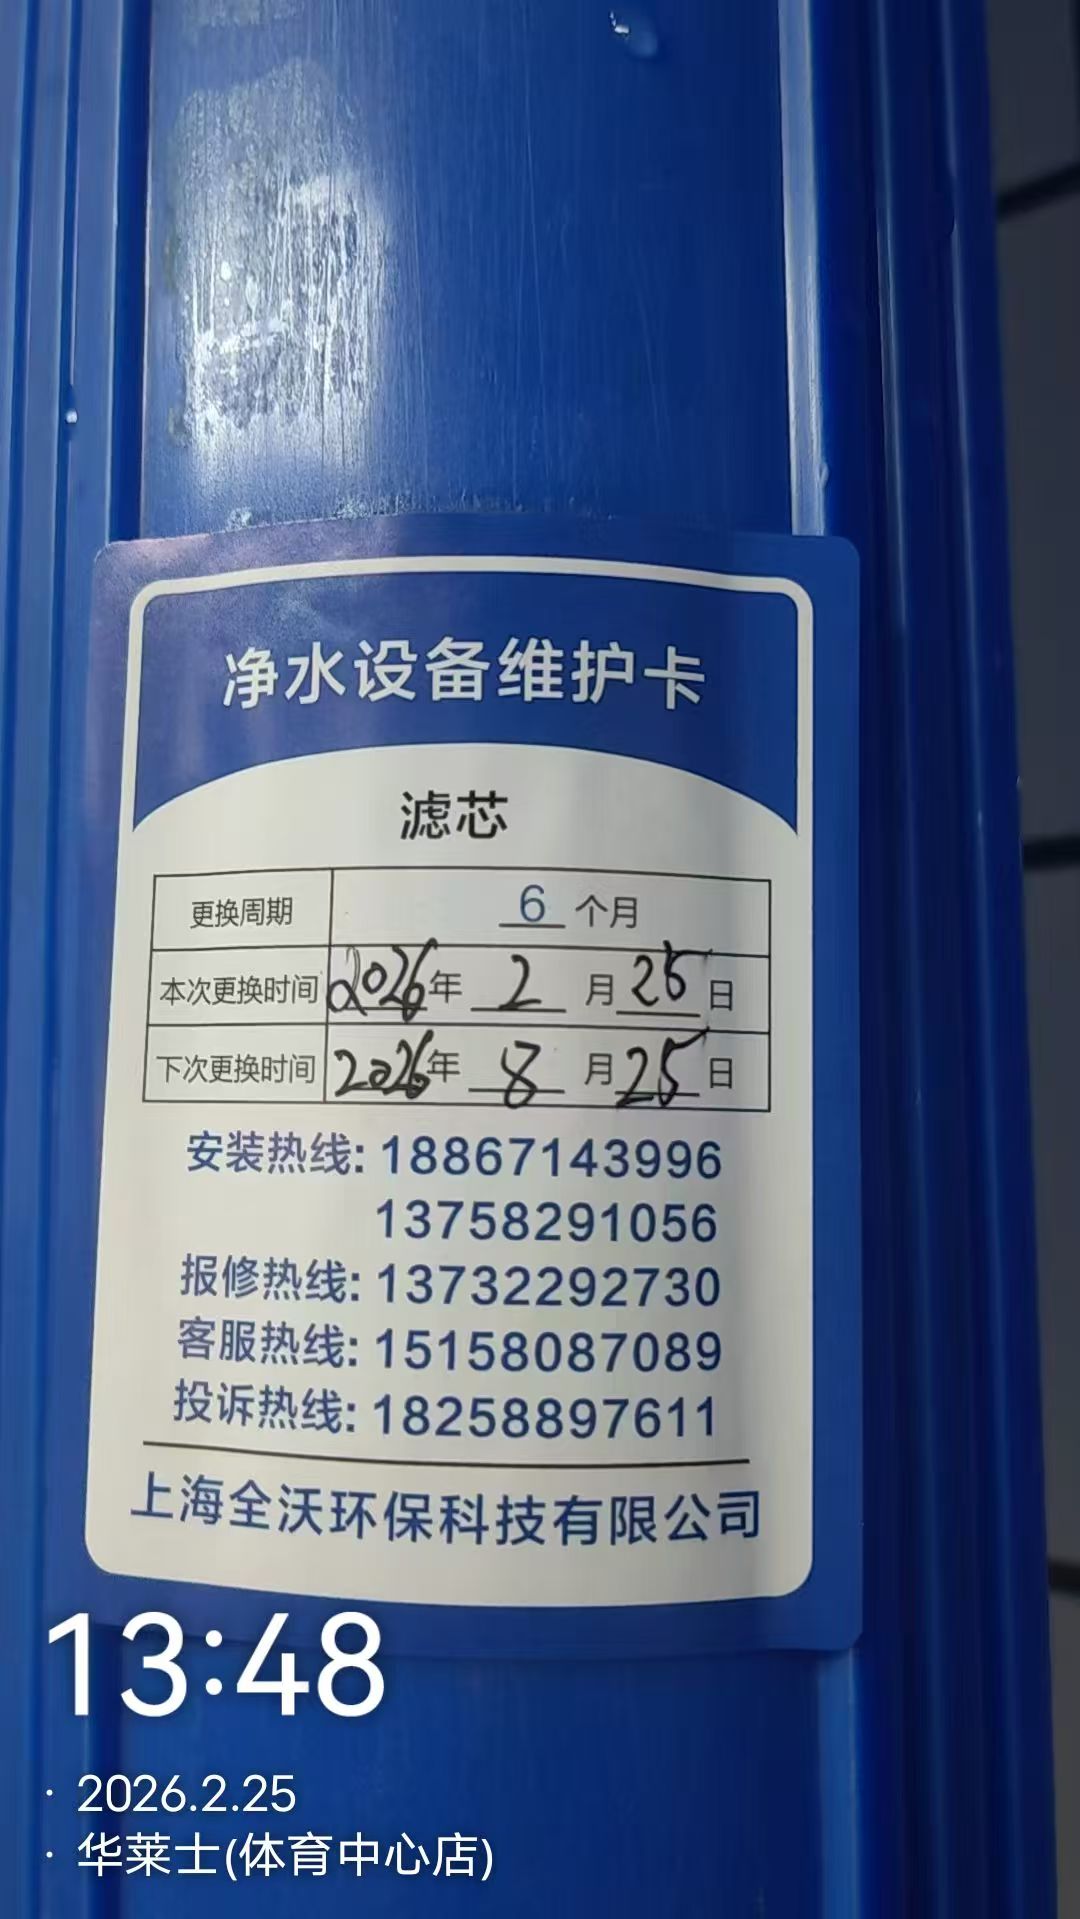 净水设备维护卡
滤芯
更换周期 6 个月
本次更换时间 2026年 2 月 25 日
下次更换时间 2026年 8 月 25 日
安装热线: 18867143996
13758291056
报修热线: 13732292730
客服热线: 15158087089
投诉热线: 18258897611
上海全沃环保科技有限公司
13:48
· 2026.2.25
· 华莱士(体育中心店)